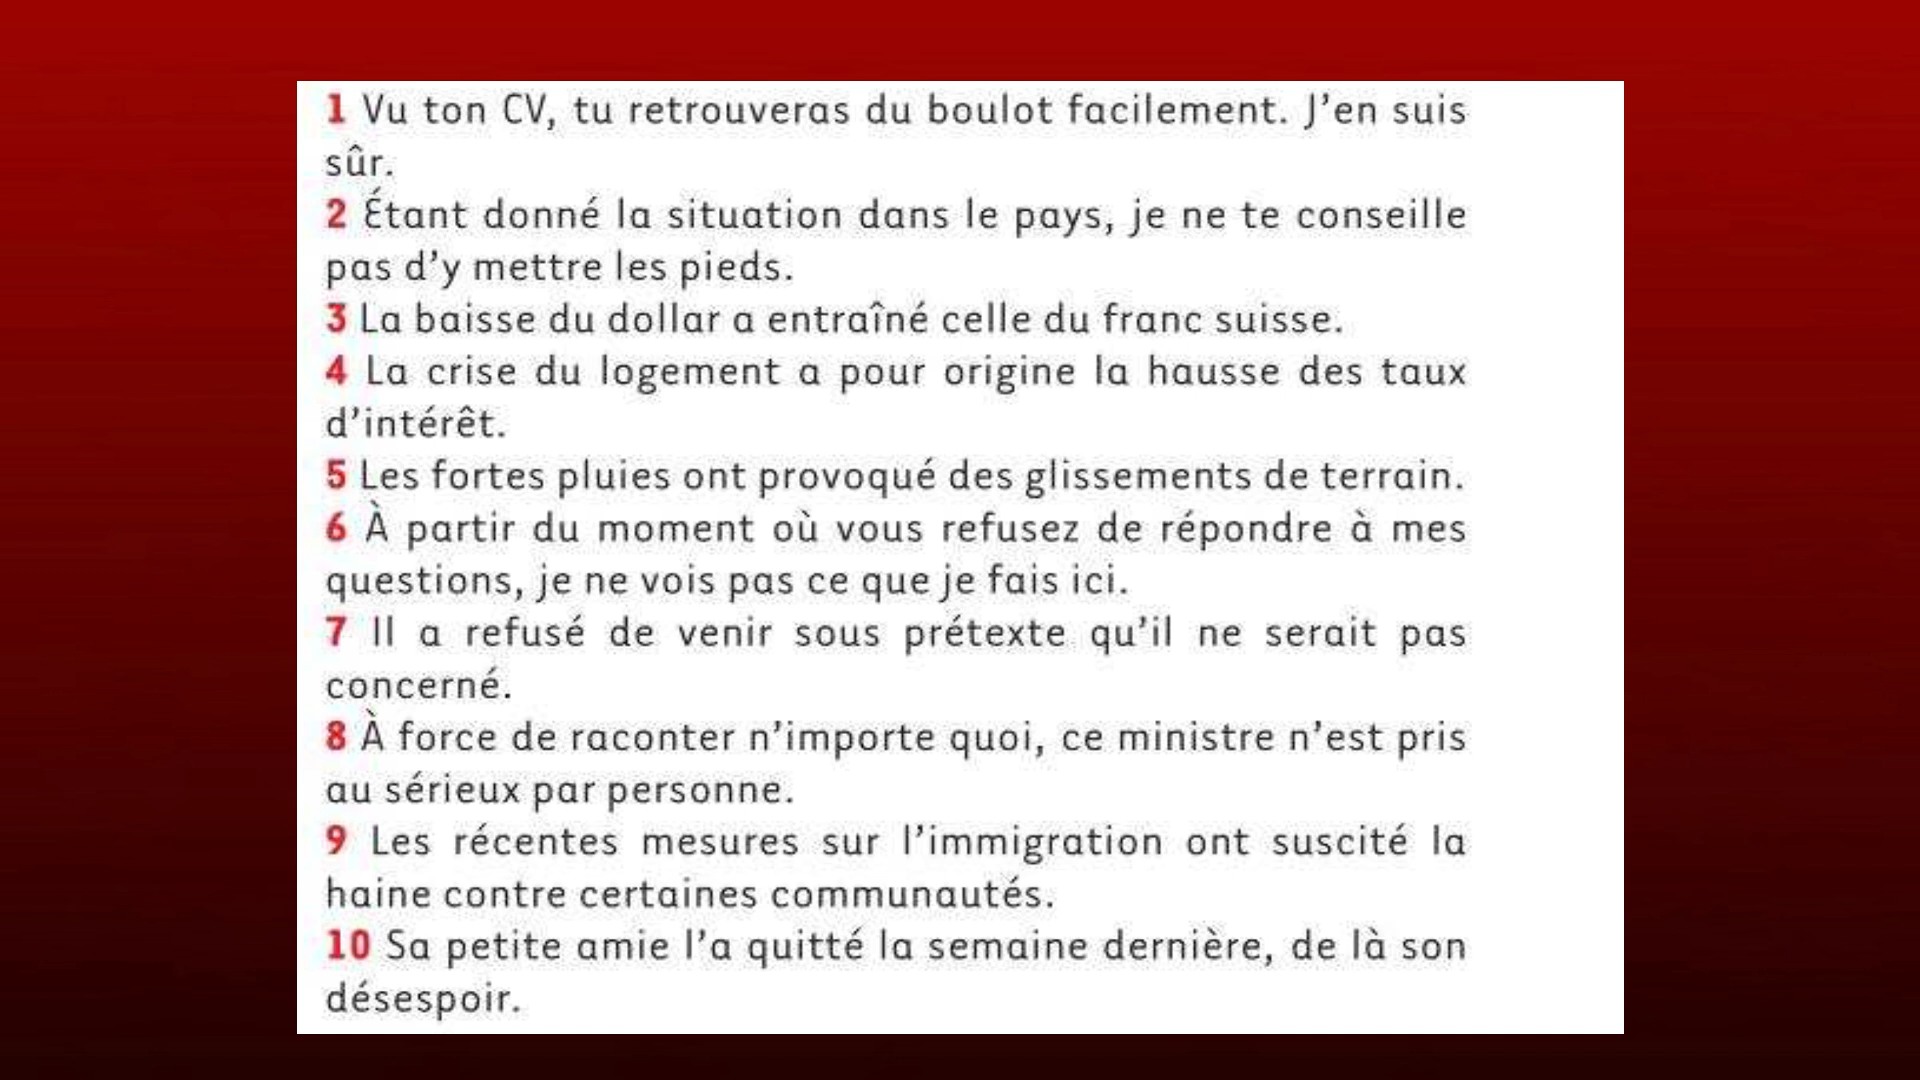 1 Vu ton CV, tu retrouveras du boulot facilement. J'en suis
sûr.
2 Étant donné la situation dans le pays, je ne te conseille
pas d'y mettre les pieds.
3 La baisse du dollar a entraîné celle du franc suisse.
4 La crise du logement a pour origine la hausse des taux
d'intérêt.
5 Les fortes pluies ont provoqué des glissements de terrain.
6 À partir du moment où vous refusez de répondre à mes
questions, je ne vois pas ce que je fais ici.
7 Il a refusé de venir sous prétexte qu'il ne serait pas
concerné.
8 À force de raconter n'importe quoi, ce ministre n'est pris
au sérieux par personne.
9 Les récentes mesures sur l'immigration ont suscité la
haine contre certaines communautés.
10 Sa petite amie l'a quitté la semaine dernière, de là son
désespoir.